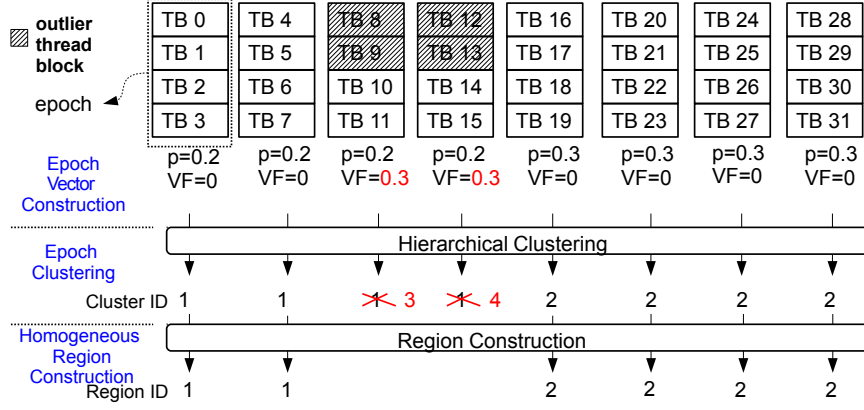 outlier
thread
block
epoch
TB 0 TB 4 TB 8 TB 12 TB 16 TB 20 TB 24 TB 28
TB 1 TB 5 TB 9 TB 13 TB 17 TB 21 TB 25 TB 29
TB 2 TB 6 TB 10 TB 14 TB 18 TB 22 TB 26 TB 30
TB 3 TB 7 TB 11 TB 15 TB 19 TB 23 TB 27 TB 31
Epoch
Vector
Construction
p=0.2 p=0.2 p=0.2 p=0.2 p=0.3 p=0.3 p=0.3 p=0.3
VF=0 VF=0 VF=0.3 VF=0.3 VF=0 VF=0 VF=0 VF=0
Hierarchical Clustering
Epoch
Clustering
Cluster ID 1 1 1 3 1 4 2 2 2 2
Homogeneous
Region
Construction
Region Construction
Region ID 1 1 2 2 2 2